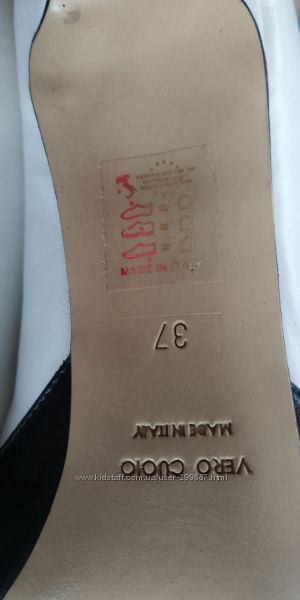 MADE IN ITALY
37
VERO CUOIO
MADE IN ITALY
www.kidstaff.com.ua/user-299687.html